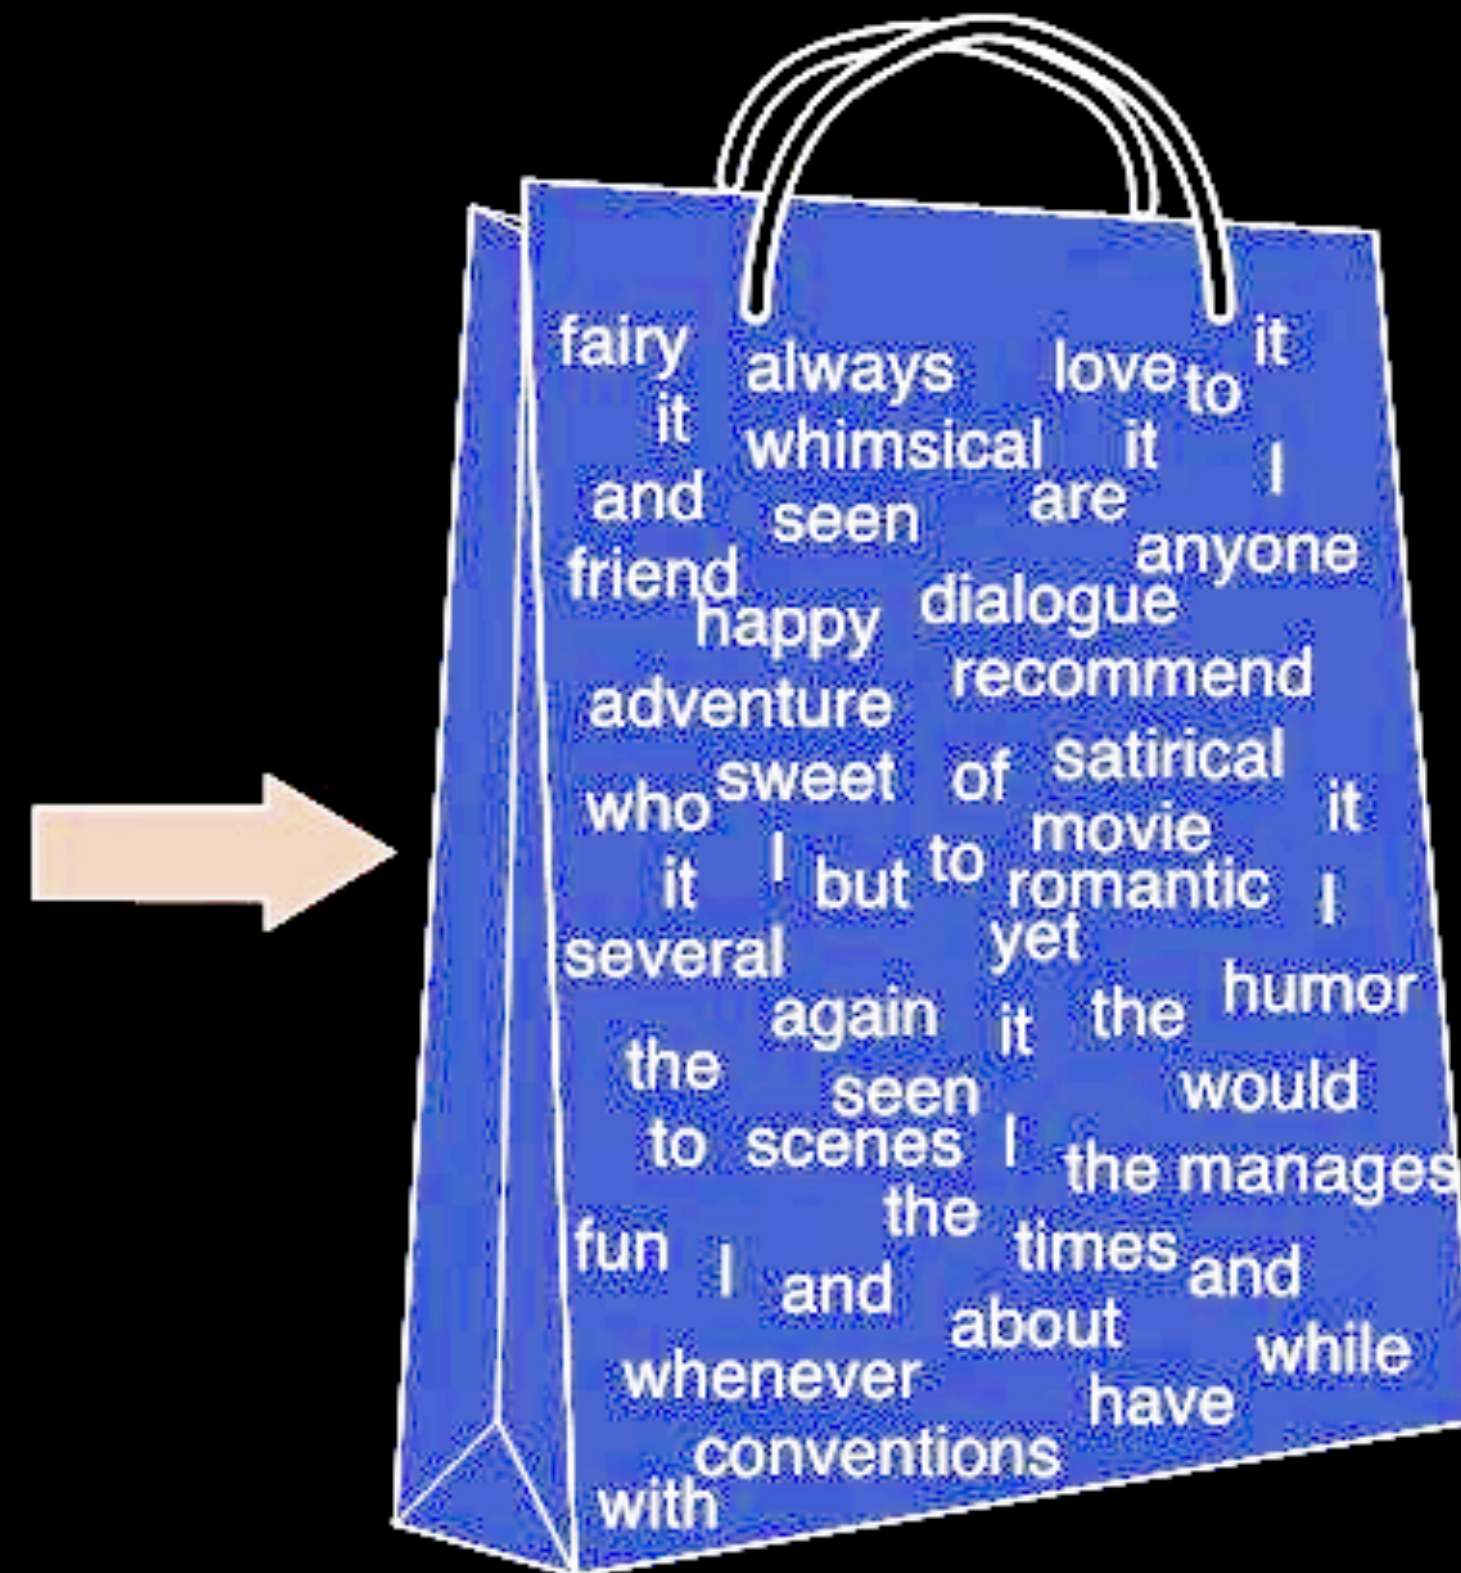 fairy always love to it
it whimsical it I
and seen are
friend anyone
happy dialogue
adventure recommend
who sweet of satirical it
it I but to movie
romantic I
several yet
again it the humor
the seen would
to scenes I the manages
fun I and the times and
about while
whenever have
conventions
with